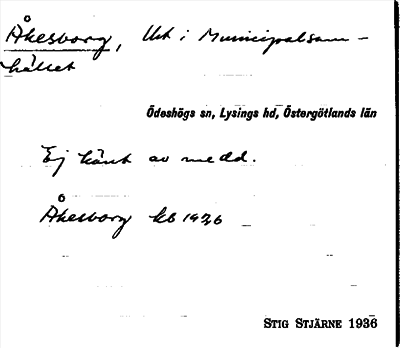 Åkesborg, Ukt i Municipalsam-
hället
Ödeshögs sn, Lysings hd, Östergötlands län
Ej känt av medd.
Åkesborg kb 1936
STIG STJÄRNE 1936